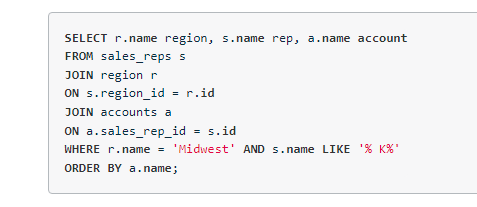 SELECT r.name region, s.name rep, a.name account
FROM sales_reps s
JOIN region r
ON s.region_id = r.id
JOIN accounts a
ON a.sales_rep_id = s.id
WHERE r.name = 'Midwest' AND s.name LIKE '% K%'
ORDER BY a.name;